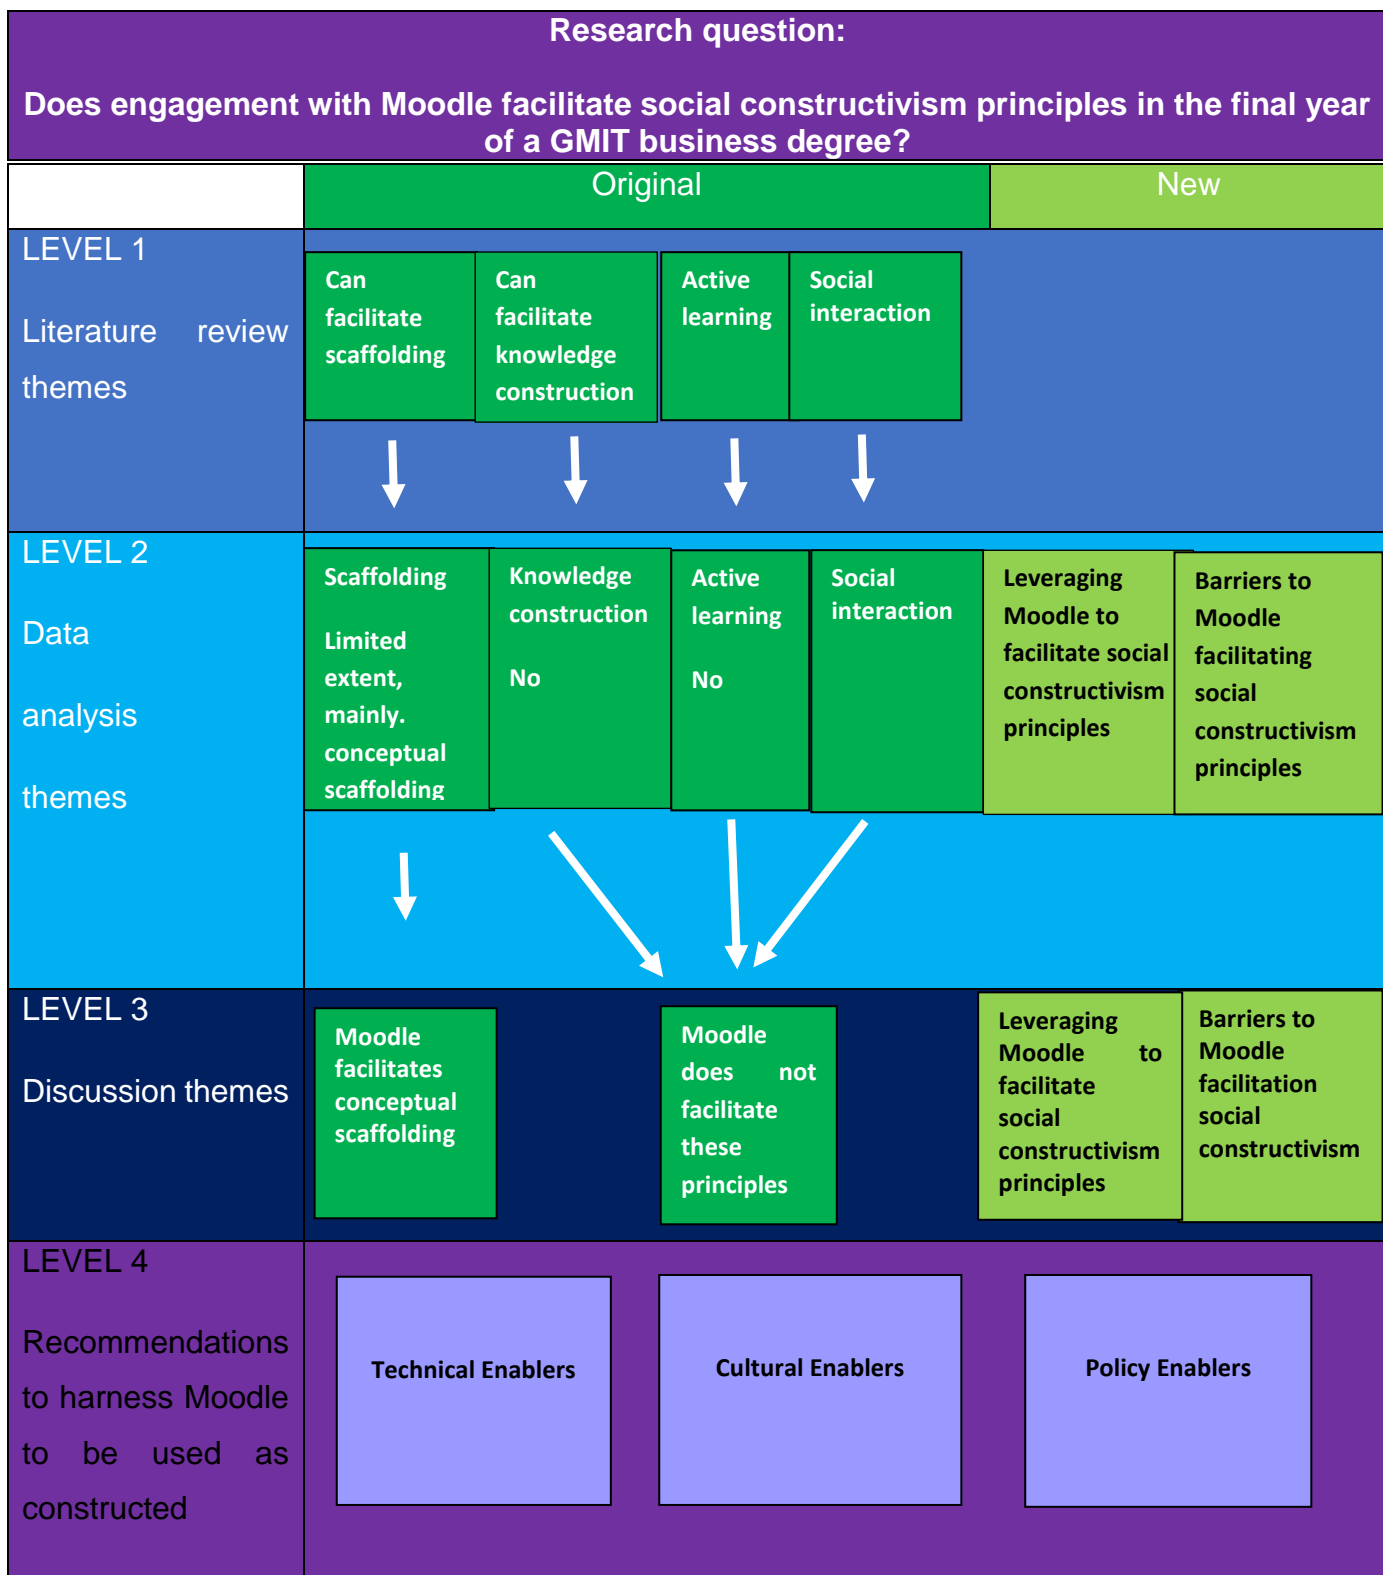 Research question:
Does engagement with Moodle facilitate social constructivism principles in the final year
of a GMIT business degree?
Original
New
LEVEL 1
Literature review
themes
Can
facilitate
scaffolding
Can
facilitate
knowledge
construction
Active
learning
Social
interaction
LEVEL 2
Data
analysis
themes
Scaffolding
Limited
extent,
mainly.
conceptual
scaffolding
Knowledge
construction
No
Active
learning
No
Social
interaction
Leveraging
Moodle to
facilitate social
constructivism
principles
Barriers to
Moodle
facilitating
social
constructivism
principles
LEVEL 3
Discussion themes
Moodle
facilitates
conceptual
scaffolding
Moodle
does not
facilitate
these
principles
Leveraging
Moodle to
facilitate
social
constructivism
principles
Barriers to
Moodle
facilitation
social
constructivism
LEVEL 4
Recommendations
to harness Moodle
to be used as
constructed
Technical Enablers
Cultural Enablers
Policy Enablers